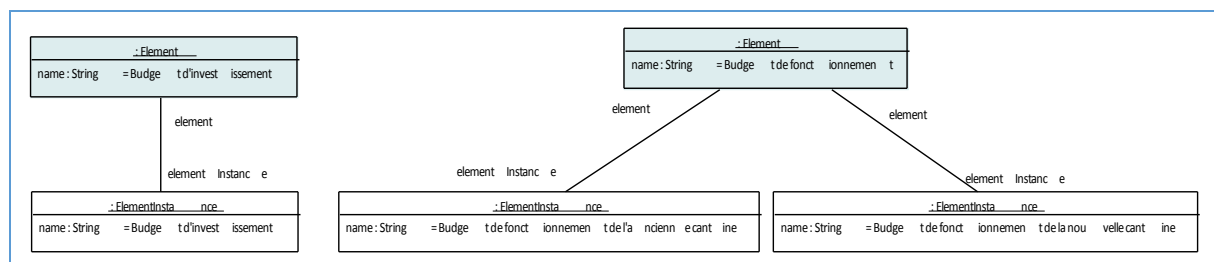 : Element
name : String = Budget d'investissement
: Element
name : String = Budget de fonctionnement
element
element
element
elementInstance
elementInstance
elementInstance
: ElementInstance
name : String = Budget d'investissement
: ElementInstance
name : String = Budget de fonctionnement de l'ancienne cantine
: ElementInstance
name : String = Budget de fonctionnement de la nouvelle cantine